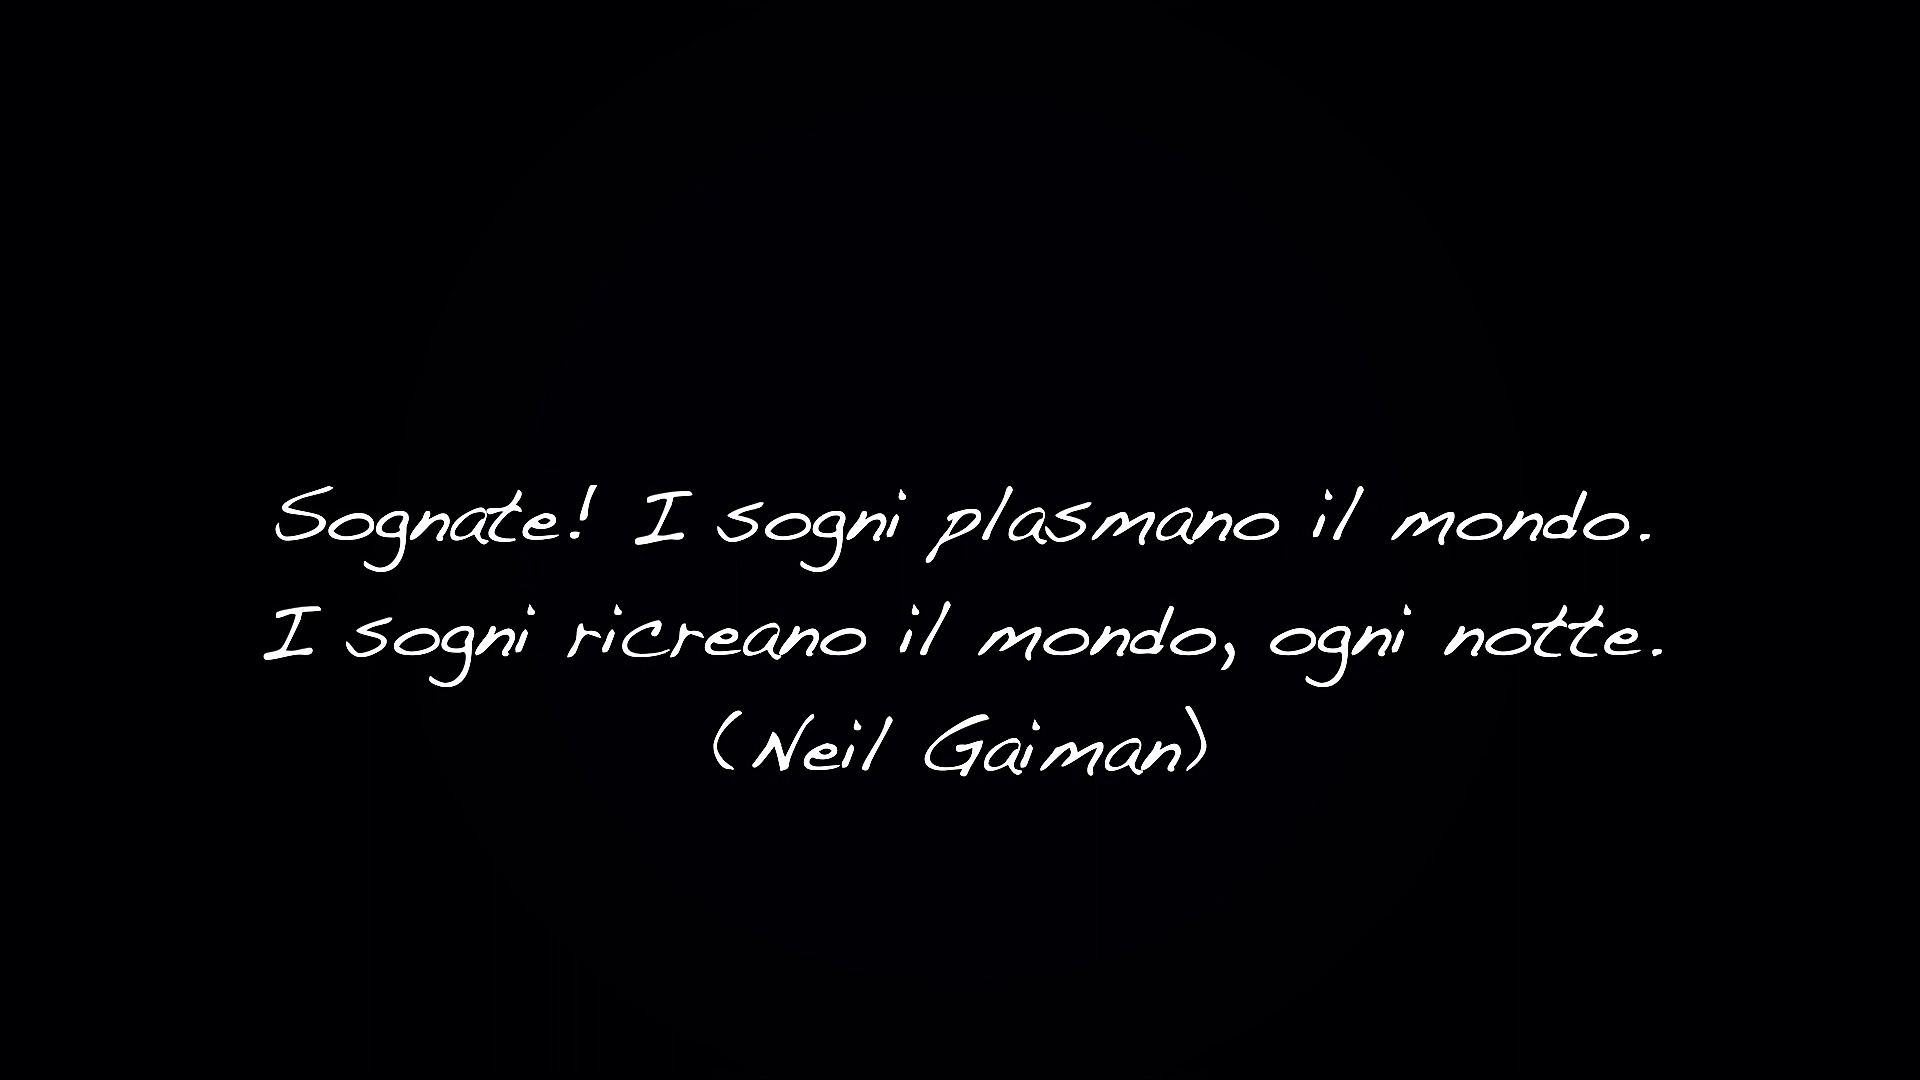 Sognate! I sogni plasmano il mondo.
I sogni ricreano il mondo, ogni notte.
(Neil Gaiman)